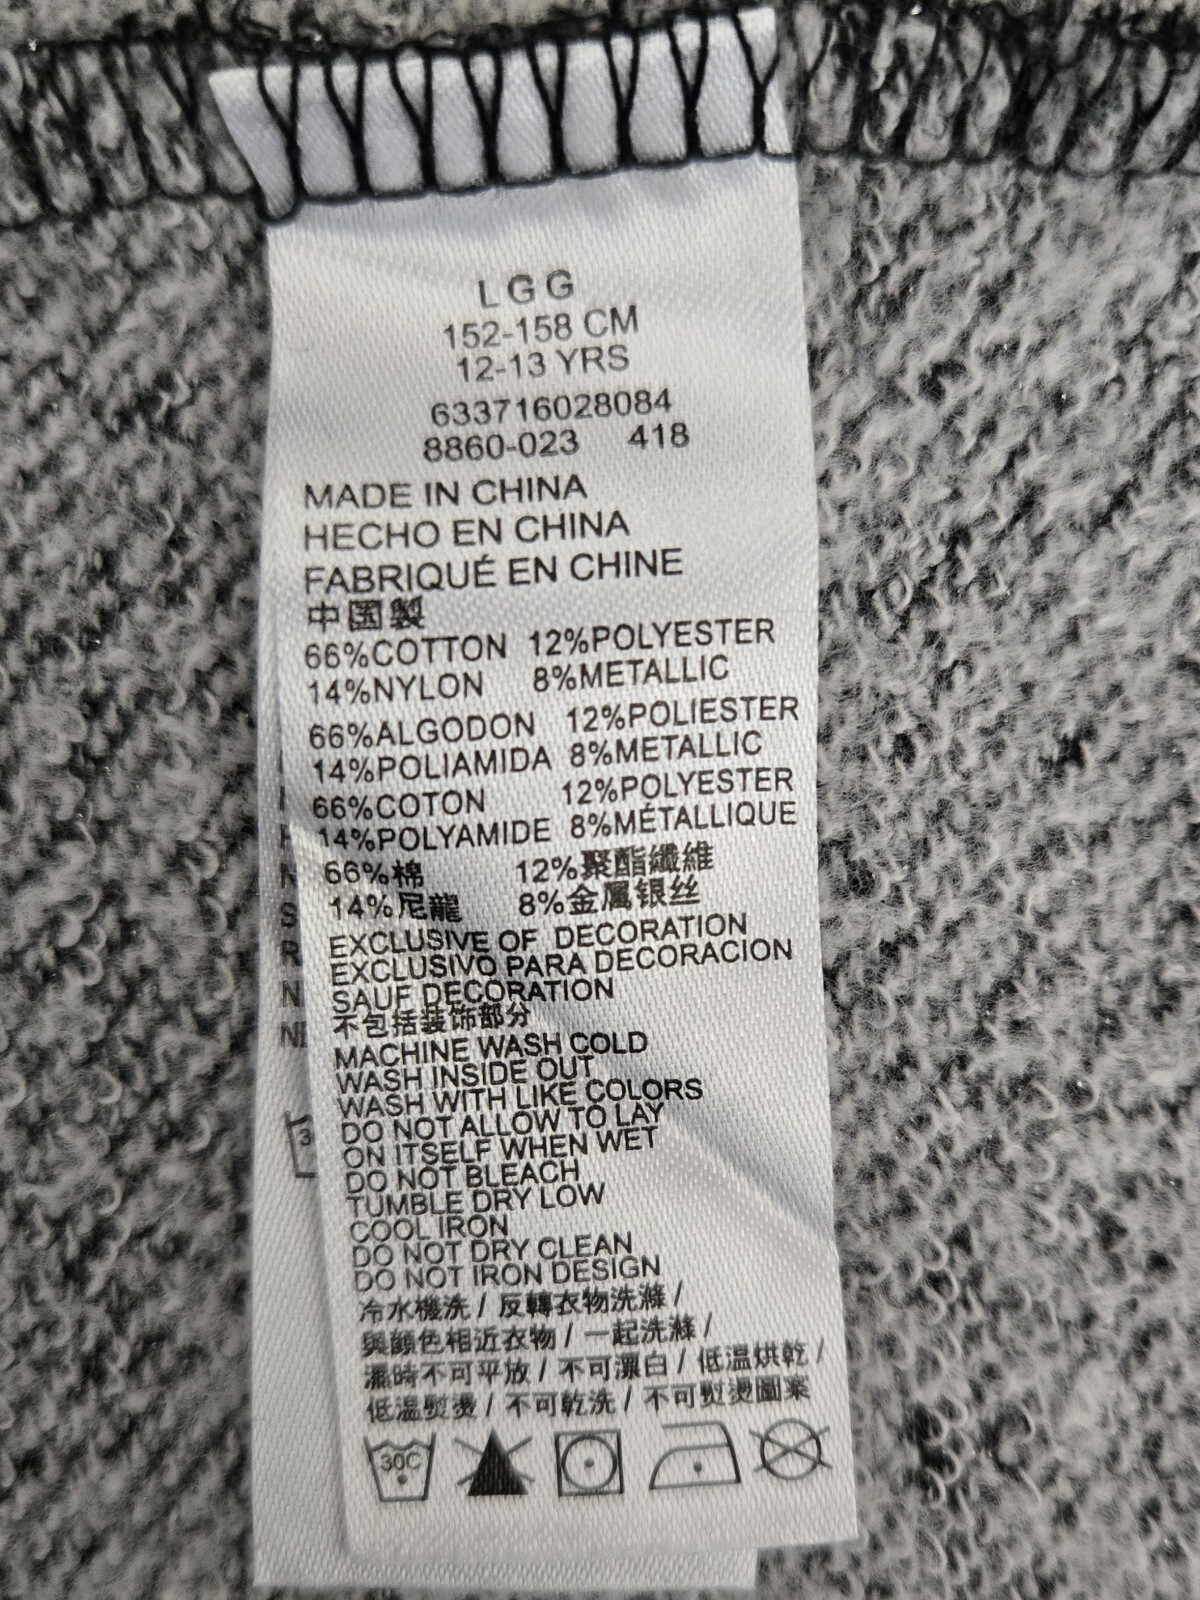 L G G
152-158 CM
12-13 YRS
633716028084
8860-023 418
MADE IN CHINA
HECHO EN CHINA
FABRIQUÉ EN CHINE
中国製
66%COTTON 12%POLYESTER
14%NYLON 8%METALLIC
66%ALGODON 12%POLIESTER
14%POLIAMIDA 8%METALLIC
66%COTON 12%POLYESTER
14%POLYAMIDE 8%MÉTALLIQUE
66%棉 12%聚酯纖維
14%尼龍 8%金属银丝
EXCLUSIVE OF DECORATION
EXCLUSIVO PARA DECORACION
SAUF DECORATION
不包括装饰部分
MACHINE WASH COLD
WASH INSIDE OUT
WASH WITH LIKE COLORS
DO NOT ALLOW TO LAY
ON ITSELF WHEN WET
DO NOT BLEACH
TUMBLE DRY LOW
COOL IRON
DO NOT DRY CLEAN
DO NOT IRON DESIGN
冷水機洗 / 反轉衣物洗滌 /
與顏色相近衣物 / 一起洗滌 /
濕時不可平放 / 不可漂白 / 低温烘乾 /
低温熨燙 / 不可乾洗 / 不可熨燙圖案
30C